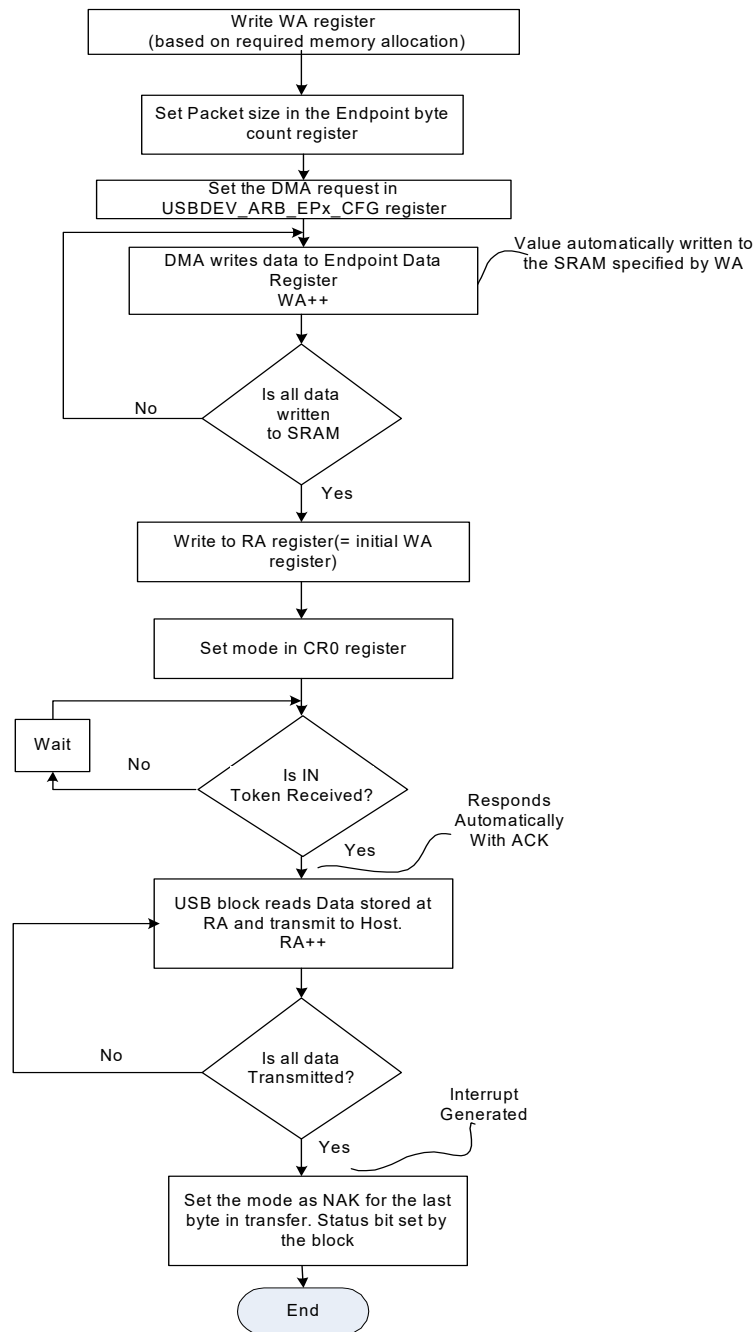 Write WA register
(based on required memory allocation)
Set Packet size in the Endpoint byte
count register
Set the DMA request in
USBDEV_ARB_EPx_CFG register
DMA writes data to Endpoint Data
Register
WA++
Value automatically written to
the SRAM specified by WA
Is all data
written
to SRAM
No
Yes
Write to RA register(= initial WA
register)
Set mode in CR0 register
Wait
No
Is IN
Token Received?
Yes
Responds
Automatically
With ACK
USB block reads Data stored at
RA and transmit to Host.
RA++
No
Is all data
Transmitted?
Yes
Interrupt
Generated
Set the mode as NAK for the last
byte in transfer. Status bit set by
the block
End